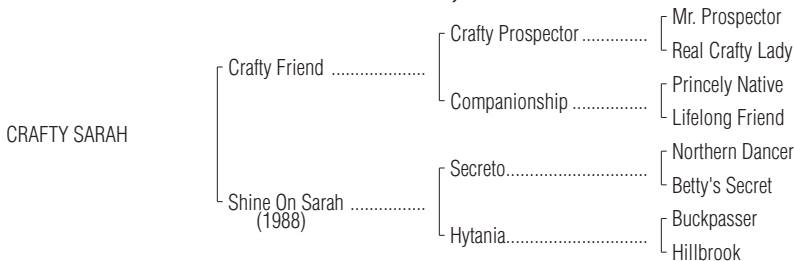 Mr. Prospector
Crafty Prospector ..............
Real Crafty Lady
Crafty Friend ....................
Princely Native
Companionship ................
Lifelong Friend
CRAFTY SARAH
Northern Dancer
Secreto..............................
Betty's Secret
Shine On Sarah ................
(1988)
Buckpasser
Hytania..............................
Hillbrook